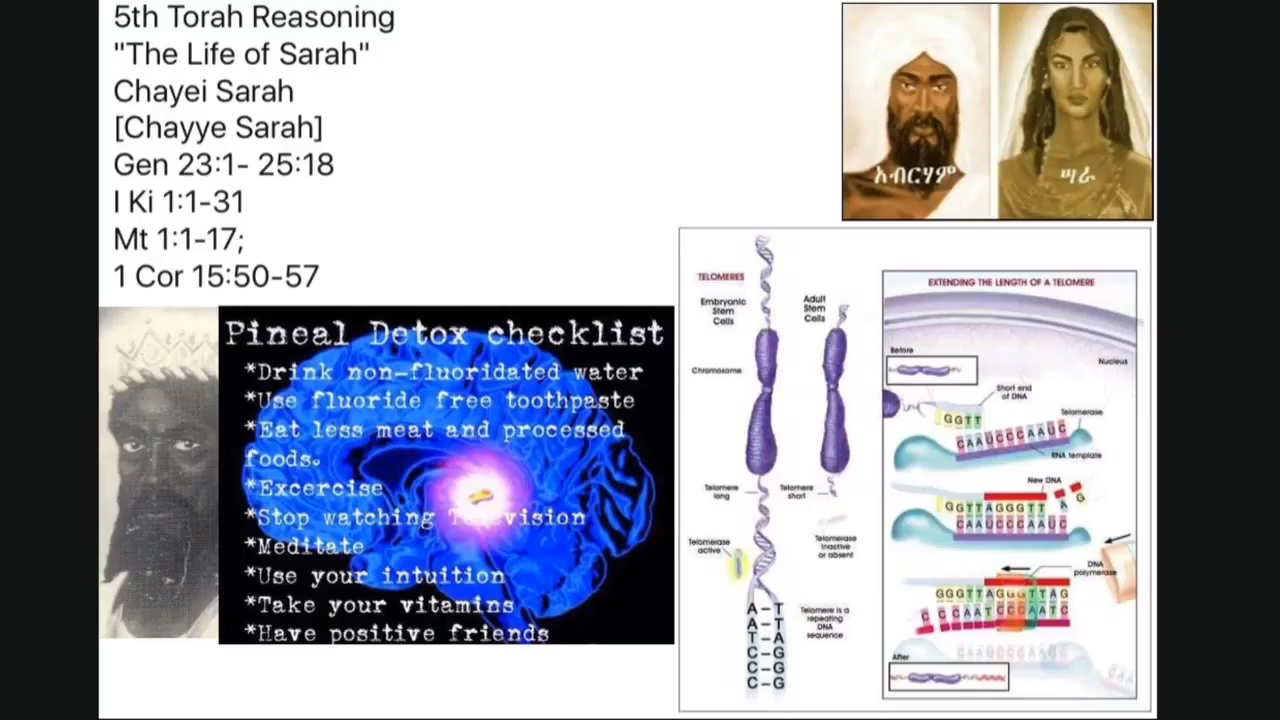 5th Torah Reasoning
"The Life of Sarah"
Chayei Sarah
[Chayye Sarah]
Gen 23:1- 25:18
I Ki 1:1-31
Mt 1:1-17;
1 Cor 15:50-57
አብርሃም
ሣራ
Pineal Detox checklist
*Drink non-fluoridated water
*Use fluoride free toothpaste
*Eat less meat and processed
foods.
*Excercise
*Stop watching Television
*Meditate
*Use your intuition
*Take your vitamins
*Have positive friends
TELOMERES
Embryonic
Stem
Cells
Adult
Stem
Cells
Chromosome
Telomere
long
Telomere
short
Telomerase
active
Telomerase
inactive
or absent
A-T
A-T
T-A
C-G
C-G
C-G
Telomere is a
repeating
DNA
sequence
EXTENDING THE LENGTH OF A TELOMERE
Before
Nucleus
Short end
of DNA
GGTT
Telomerase
CAAUCCCAAUC
RNA template
New DNA
GGTTAGGGTT
A
G
CAAUCCCAAUC
DNA
polymerase
GGGTTAGGGTTAG
CCCAATCCCAATC
After